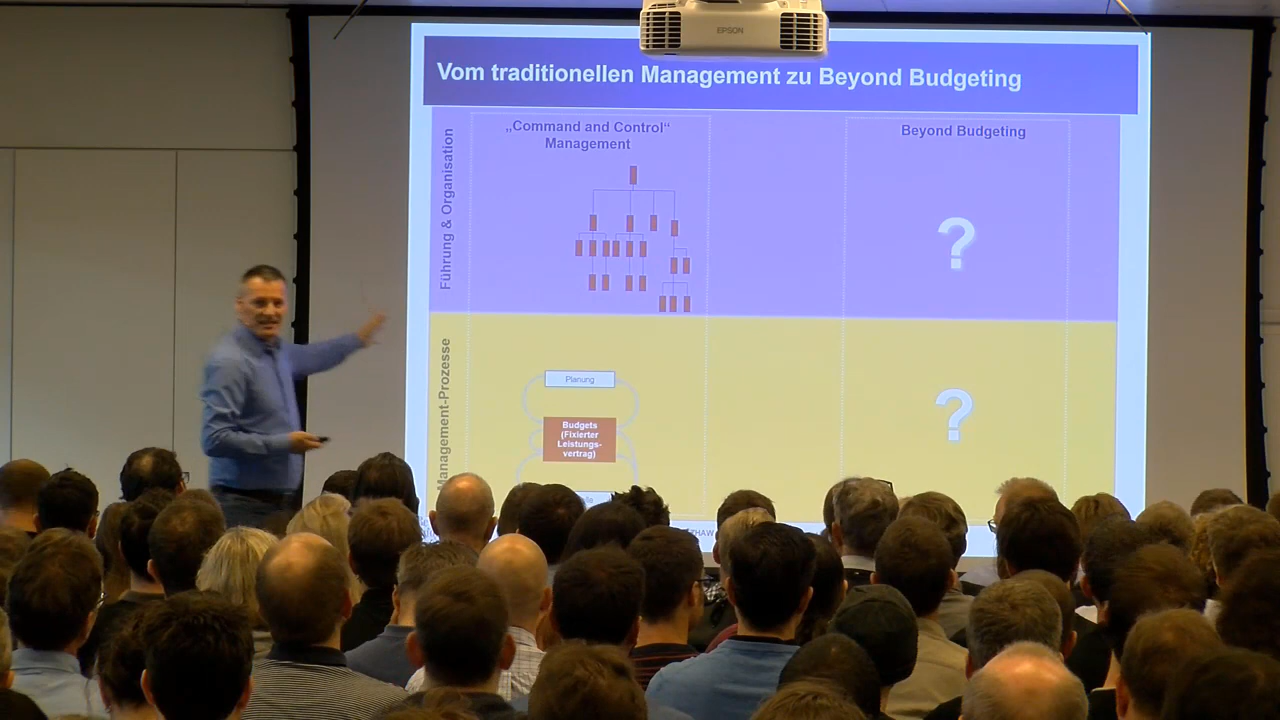 EPSON
Vom traditionellen Management zu Beyond Budgeting
„Command and Control“
Management
Beyond Budgeting
Führung & Organisation
Management-Prozesse
Planung
Budgets
(Fixierter
Leistungs-
vertrag)